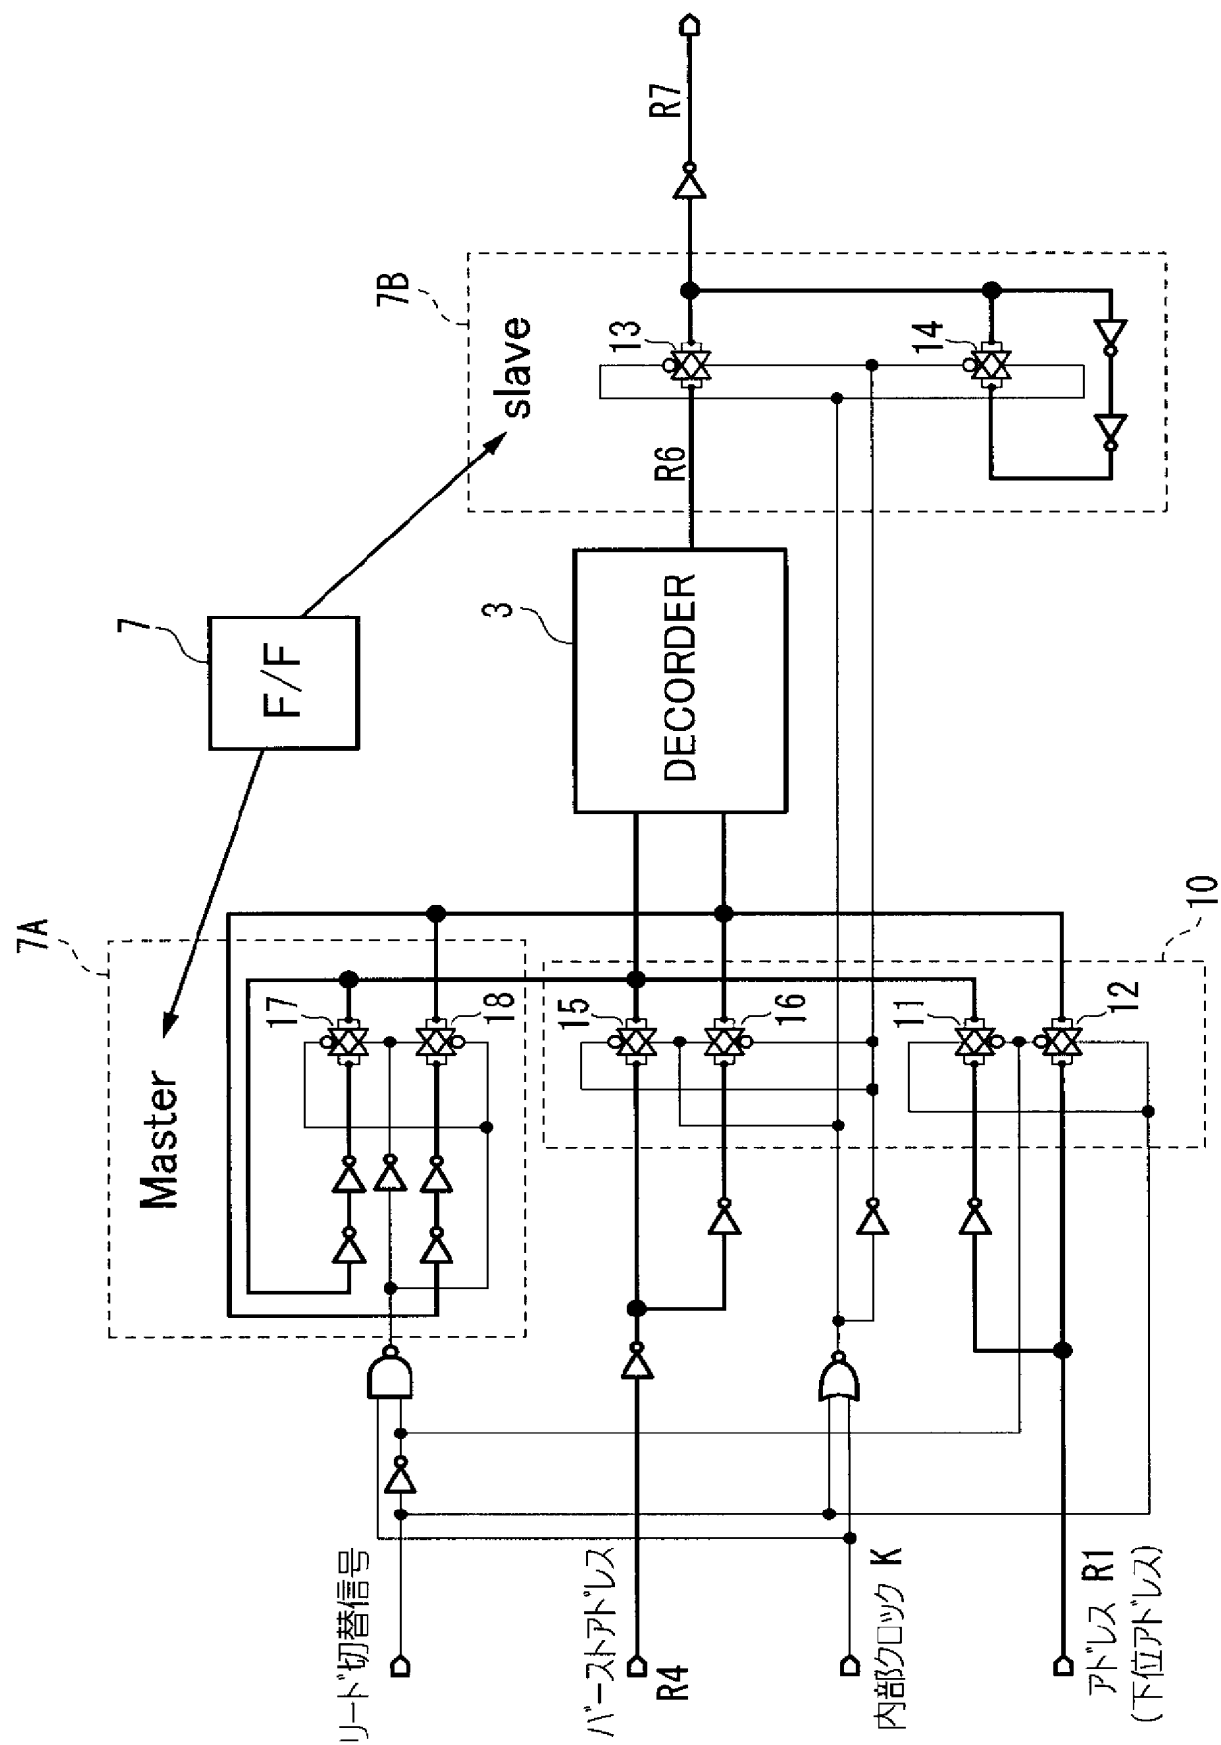 リード切替信号
バーストアドレス
R4
内部クロック K
アドレス R1
(下位アドレス)
7A
Master
17
18
15
16
11
12
10
7
F/F
3
DECORDER
7B
slave
R6
13
14
R7